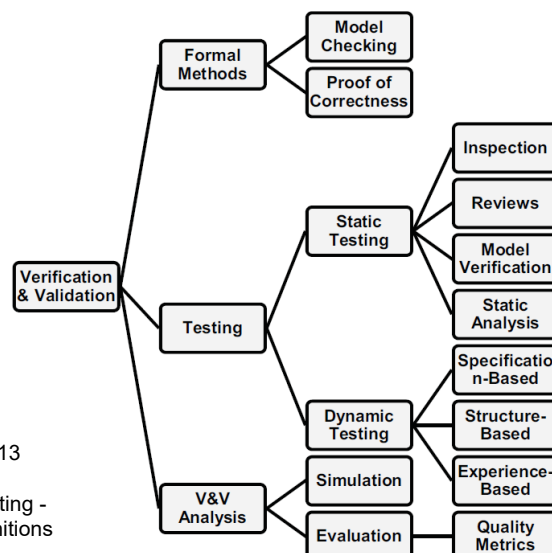 Model
Checking
Formal
Methods
Proof of
Correctness
Inspection
Reviews
Static
Testing
Model
Verification
Verification
& Validation
Static
Analysis
Testing
Specificatio
n-Based
Dynamic
Testing
Structure-
Based
Experience-
Based
13
ting -
nitions
V&V
Analysis
Simulation
Evaluation
Quality
Metrics